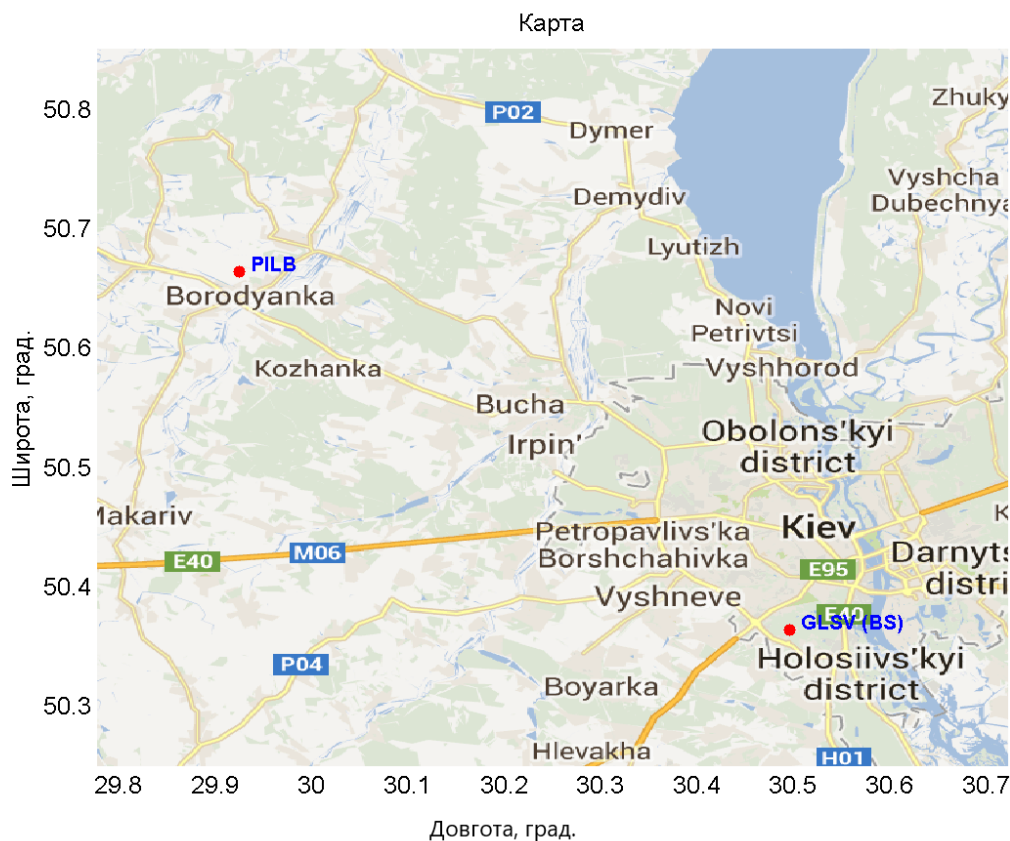 Карта
50.8
P02
Zhuky
Dymer
Vyshcha
Dubechnya
Demydiv
50.7
Lyutizh
PILB
Borodyanka
Novi
Petrivtsi
50.6
Vyshhorod
Kozhanka
Bucha
Irpin'
Obolons'kyi
district
50.5
Makariv
K
Kiev
Petropavlivs'ka
Borshchahivka
M06
E40
Darnyts
distri
E95
50.4
Vyshneve
E40
GLSV (BS)
P04
Holosiivs'kyi
district
50.3
Boyarka
Hlevakha
H01
Широта, град.
29.8
29.9
30
30.1
30.2
30.3
30.4
30.5
30.6
30.7
Довгота, град.